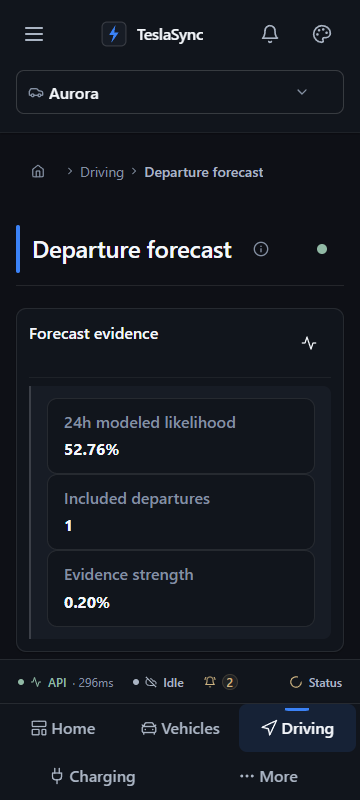 TeslaSync
Aurora
Driving Departure forecast
Departure forecast
Forecast evidence
24h modeled likelihood
52.76%
Included departures
1
Evidence strength
0.20%
API · 296ms Idle 2 Status
Home Vehicles Driving
Charging More